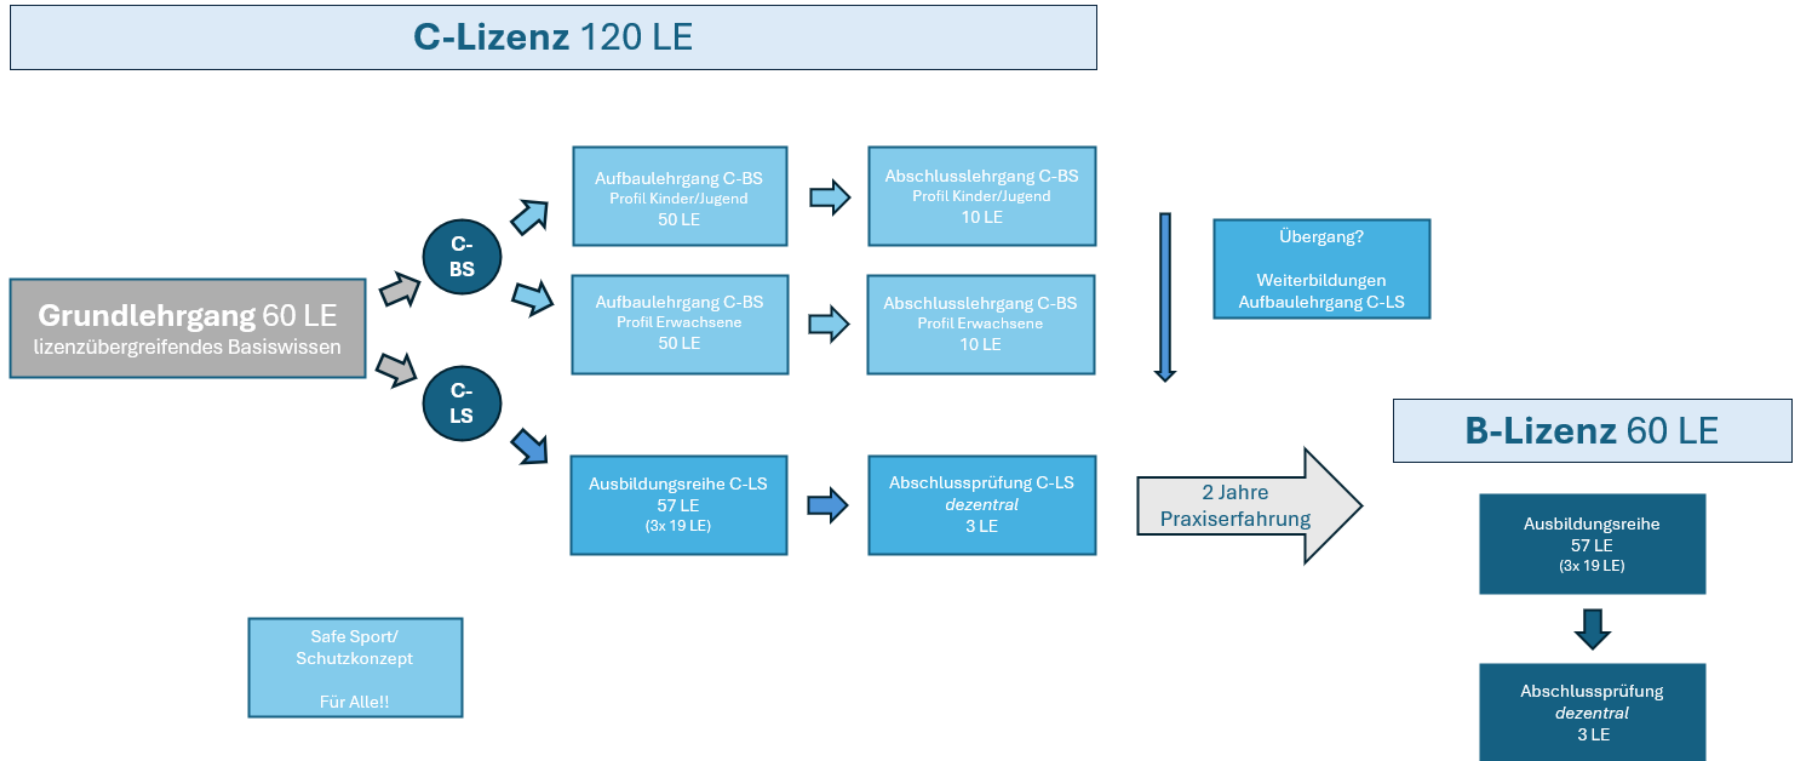 C-Lizenz 120 LE
Grundlehrgang 60 LE
lizenzübergreifendes Basiswissen
C-
BS
C-
LS
Aufbaulehrgang C-BS
Profil Kinder/Jugend
50 LE
Abschlusslehrgang C-BS
Profil Kinder/Jugend
10 LE
Aufbaulehrgang C-BS
Profil Erwachsene
50 LE
Abschlusslehrgang C-BS
Profil Erwachsene
10 LE
Ausbildungsreihe C-LS
57 LE
(3x 19 LE)
Abschlussprüfung C-LS
dezentral
3 LE
Übergang?
Weiterbildungen
Aufbaulehrgang C-LS
2 Jahre
Praxiserfahrung
B-Lizenz 60 LE
Ausbildungsreihe
57 LE
(3x 19 LE)
Abschlussprüfung
dezentral
3 LE
Safe Sport/
Schutzkonzept
Für Alle!!